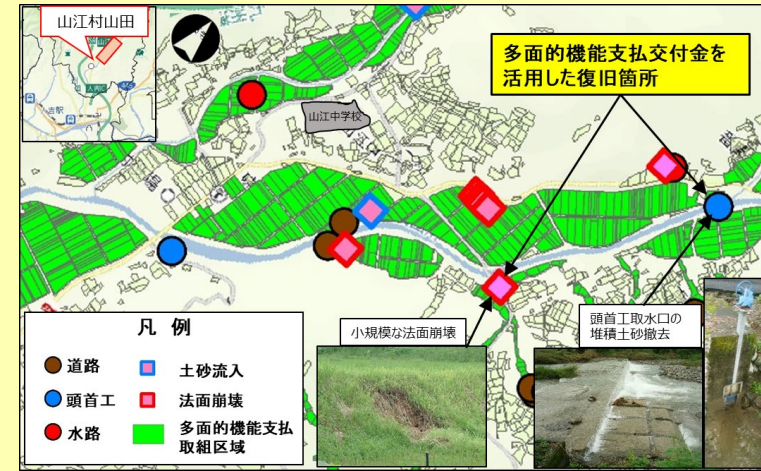 山江村山田
多面的機能支払交付金を
活用した復旧箇所
山江中学校
小規模な法面崩壊
頭首工取水口の
堆積土砂撤去
凡 例
道路
土砂流入
頭首工
法面崩壊
水路
多面的機能支払
取組区域